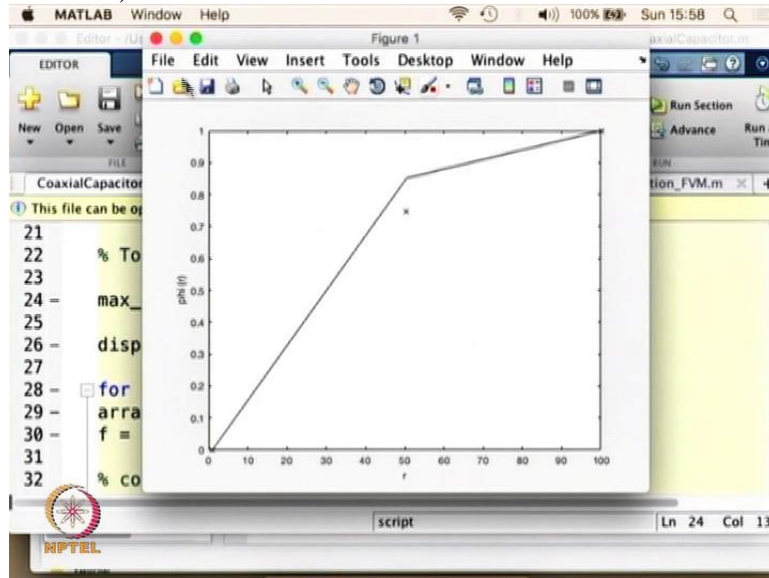 MATLAB Window Help 100% Sun 15:58
Editor - /Us Figure 1 axialCapacitor.m
EDITOR File Edit View Insert Tools Desktop Window Help
New Open Save Run Section
Advance Run
Tim
FILE RUN
CoaxialCapacitor tion_FVM.m
This file can be op
21
22 % To
23
24 - max_
25
26 - disp
27
28 - for
29 - arra
30 - f =
31
32 % co
1
0.9
0.8
0.7
0.6
0.5
0.4
0.3
0.2
0.1
0
pihi(r)
0 10 20 30 40 50 60 70 80 90 100
r
script Ln 24 Col 13
NPTEL